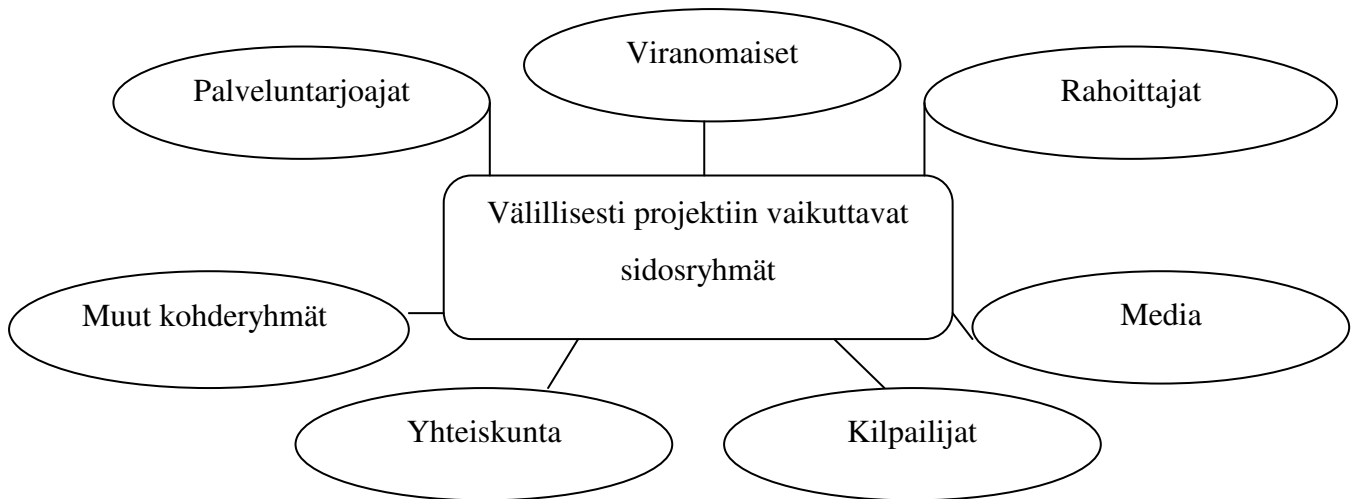 Viranomaiset
Palveluntarjoajat
Rahoittajat
Välillisesti projektiin vaikuttavat
sidosryhmät
Muut kohderyhmät
Media
Yhteiskunta
Kilpailijat